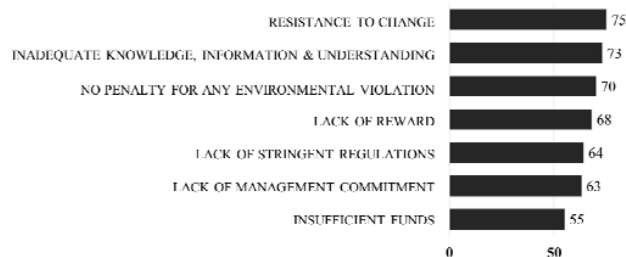 RESISTANCE TO CHANGE 75
INADEQUATE KNOWLEDGE, INFORMATION & UNDERSTANDING 73
NO PENALTY FOR ANY ENVIRONMENTAL VIOLATION 70
LACK OF REWARD 68
LACK OF STRINGENT REGULATIONS 64
LACK OF MANAGEMENT COMMITMENT 63
INSUFFICIENT FUNDS 55
0 50